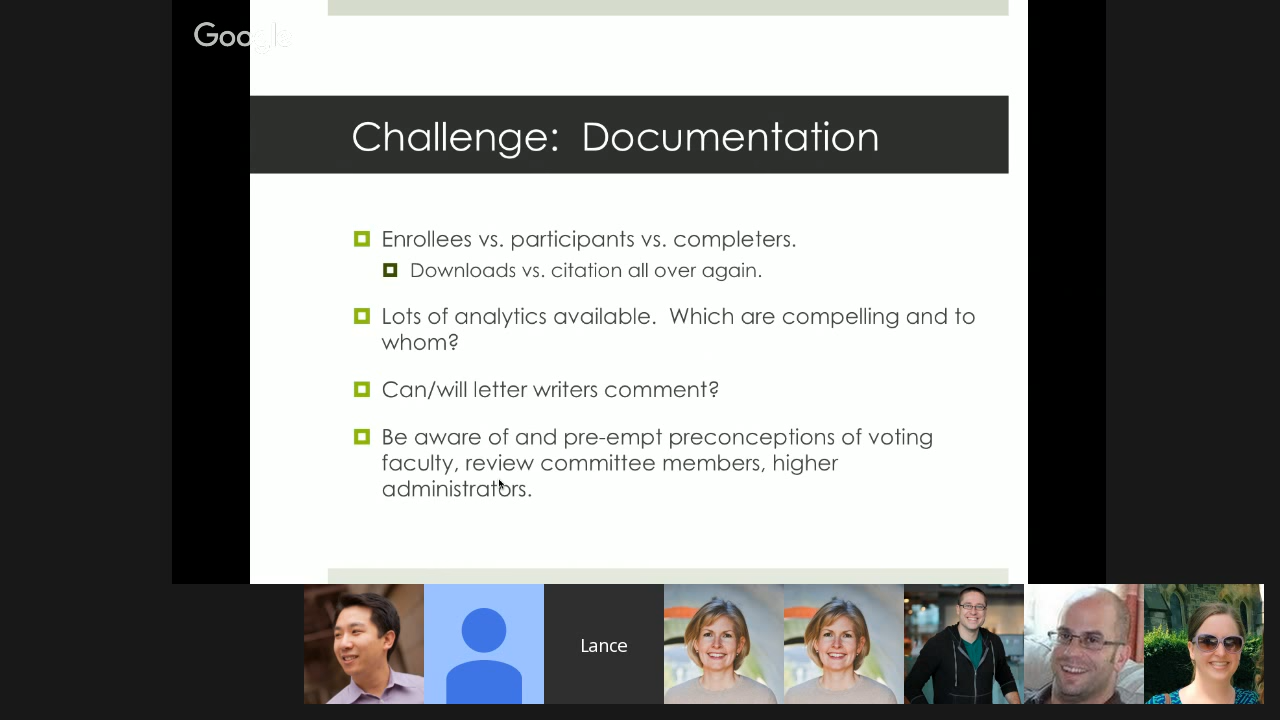 Google
Challenge: Documentation
Enrollees vs. participants vs. completers.
Downloads vs. citation all over again.
Lots of analytics available. Which are compelling and to
whom?
Can/will letter writers comment?
Be aware of and pre-empt preconceptions of voting
faculty, review committee members, higher
administrators.
Lance